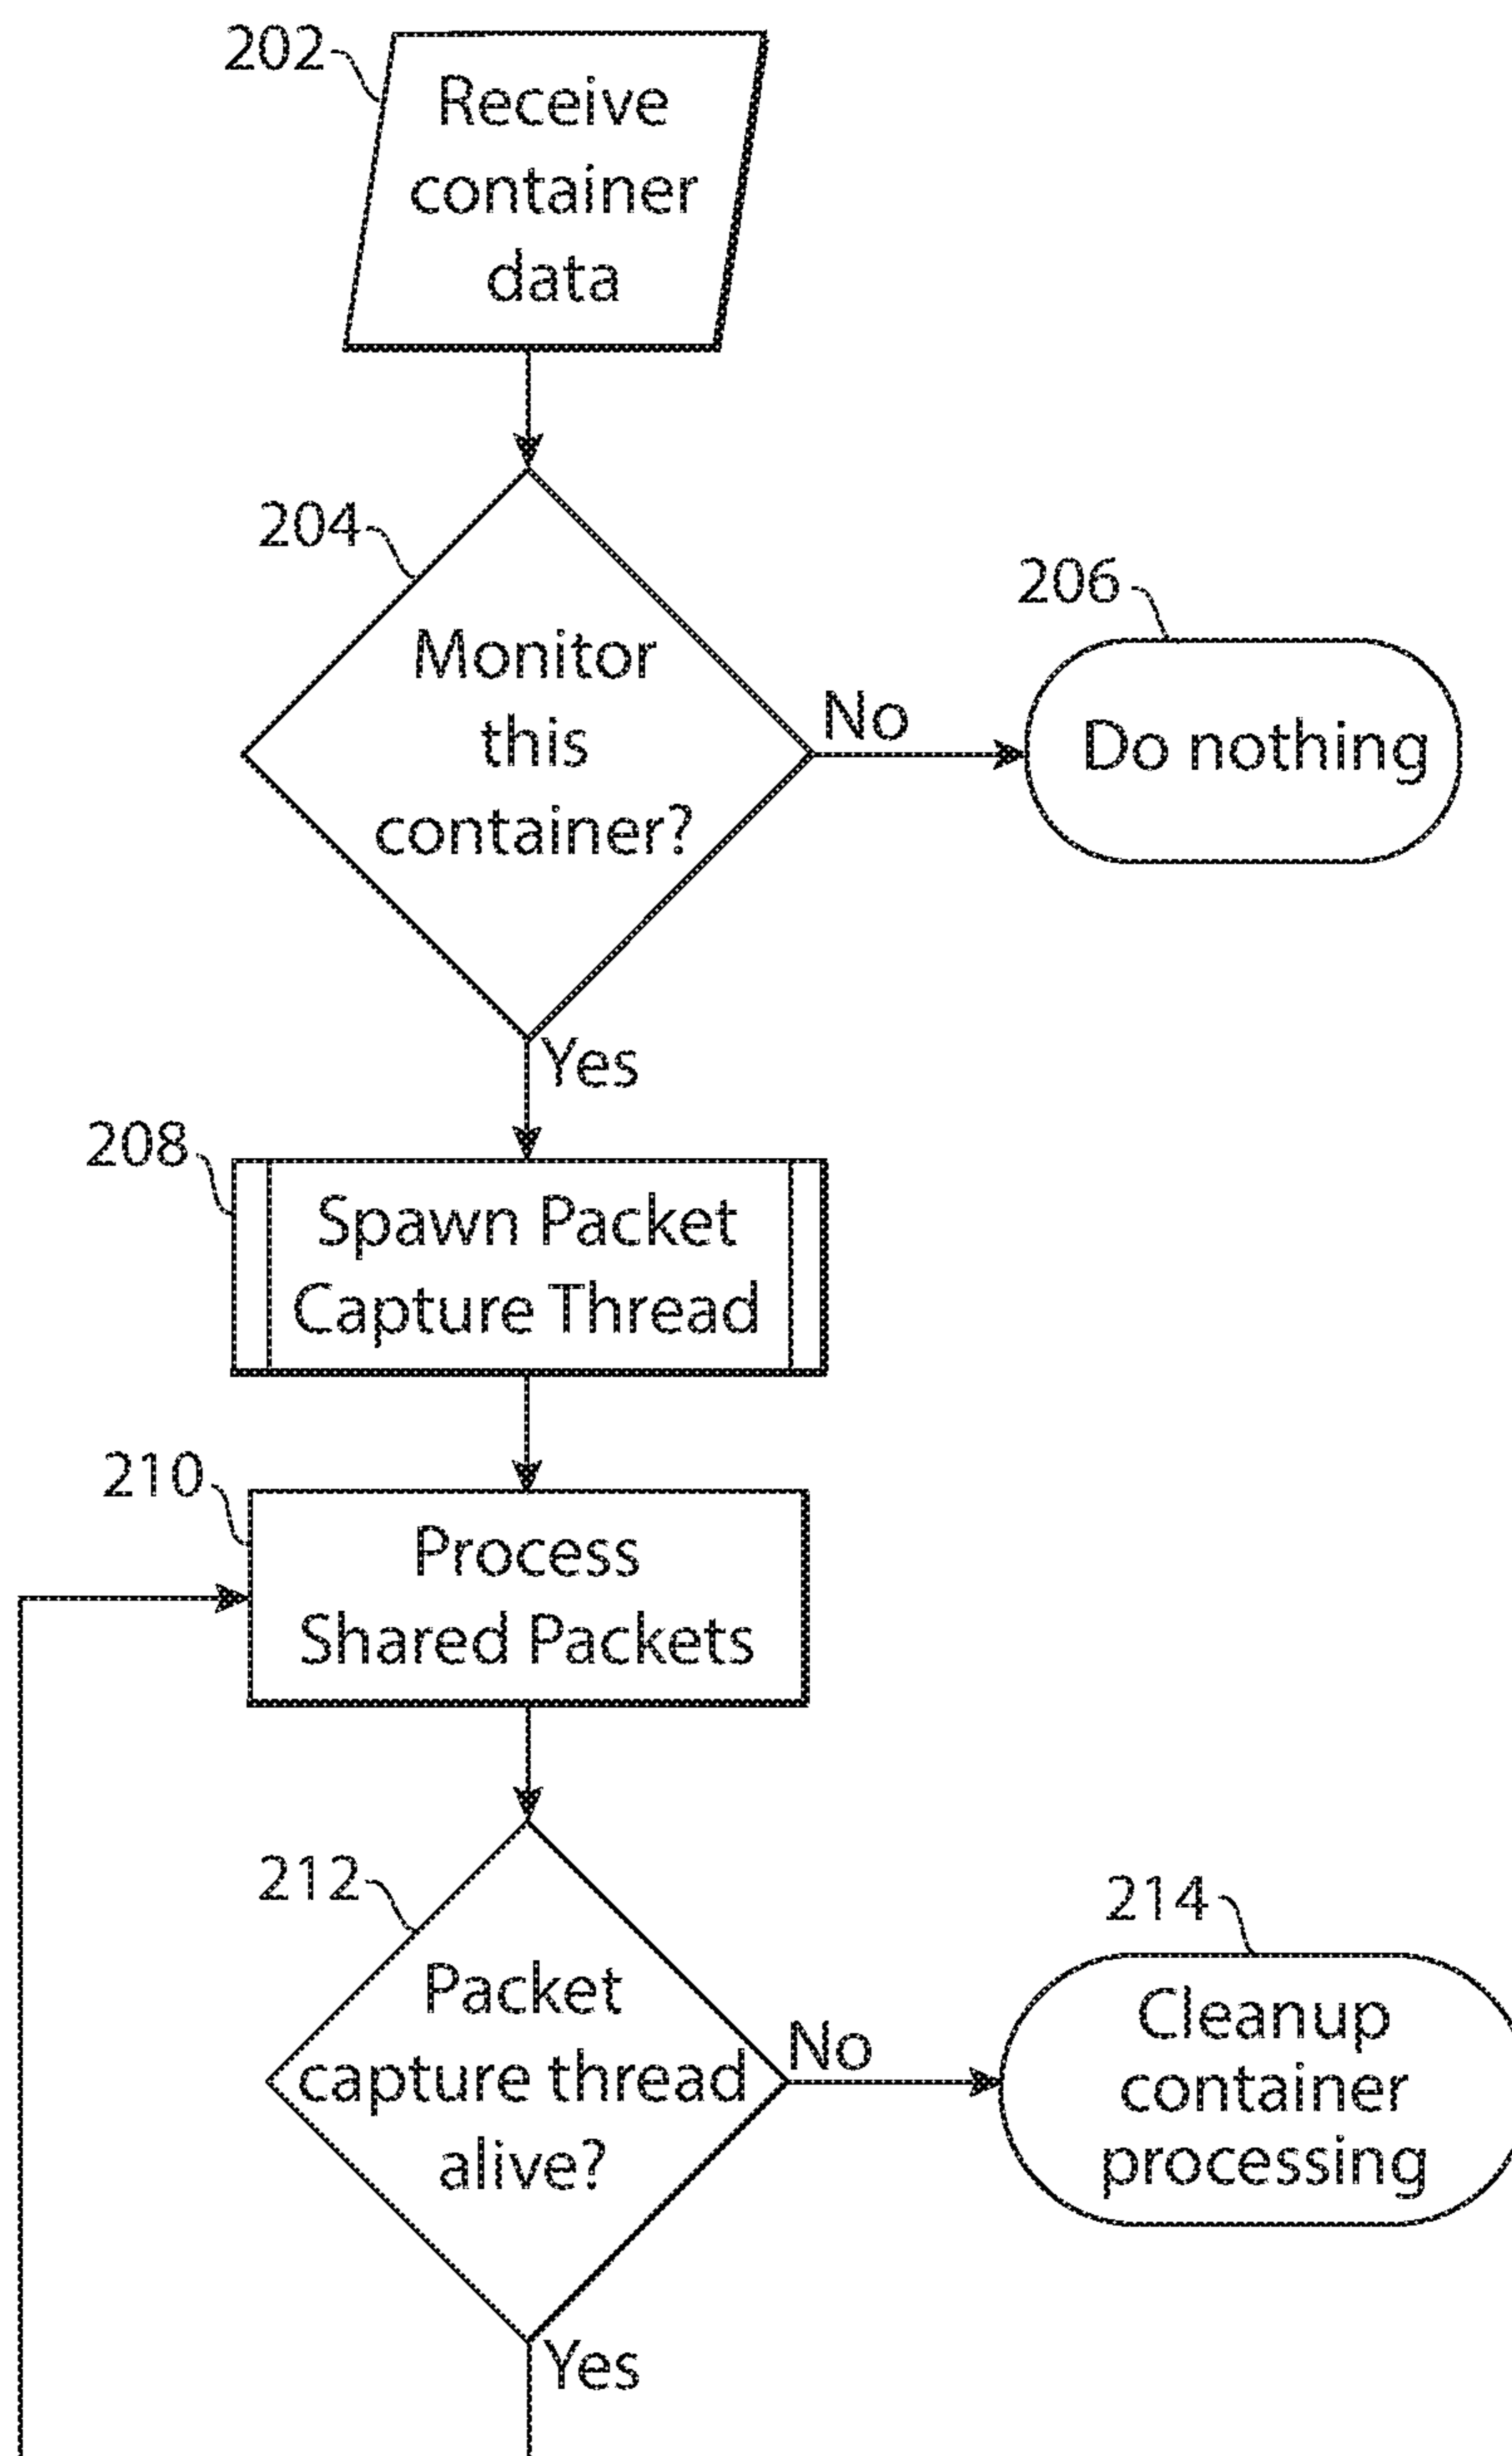 202
Receive
container
data
204
Monitor
this
container?
No
206
Do nothing
Yes
208
Spawn Packet
Capture Thread
210
Process
Shared Packets
212
Packet
capture thread
alive?
No
214
Cleanup
container
processing
Yes